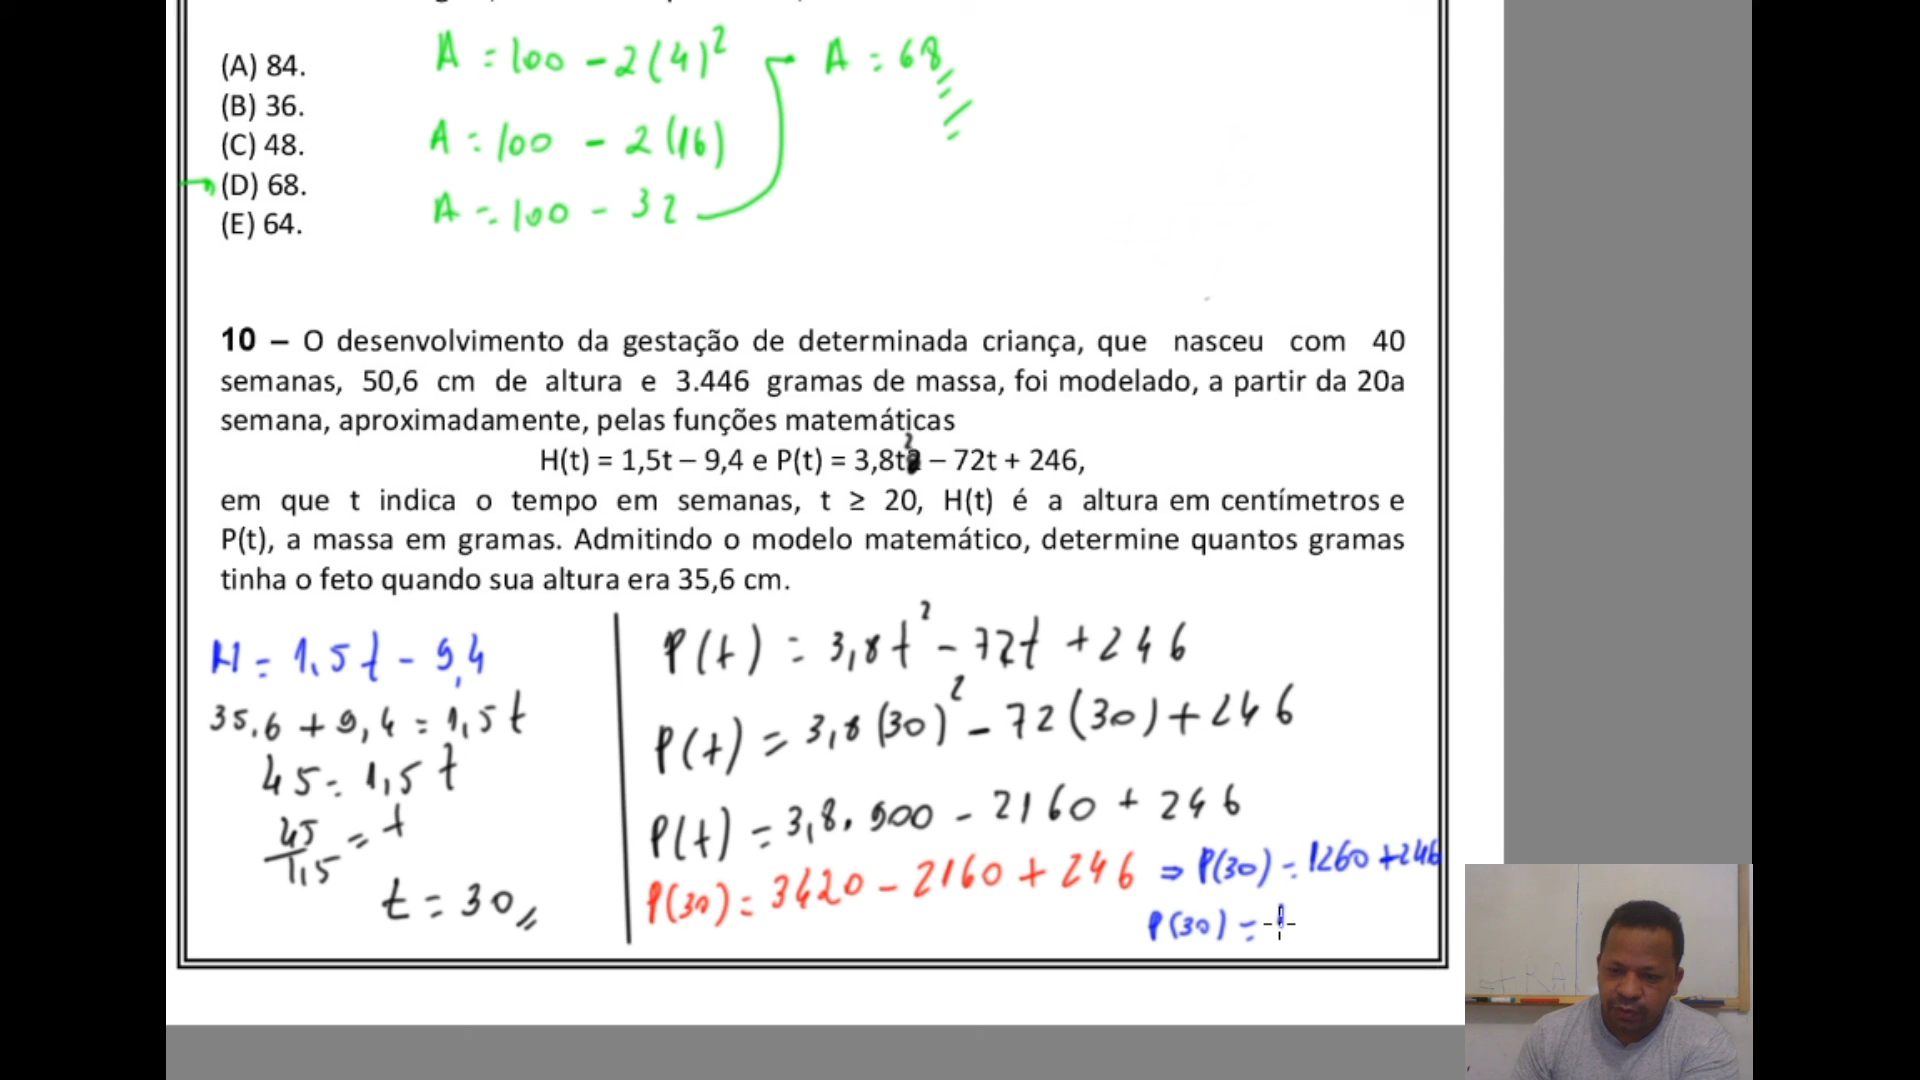 (A) 84.
(B) 36.
(C) 48.
(D) 68.
(E) 64.
A = 100 - 2(4)²
A = 100 - 2(16)
A = 100 - 32
A = 68
10 – O desenvolvimento da gestação de determinada criança, que nasceu com 40
semanas, 50,6 cm de altura e 3.446 gramas de massa, foi modelado, a partir da 20a
semana, aproximadamente, pelas funções matemáticas
H(t) = 1,5t – 9,4 e P(t) = 3,8t² – 72t + 246,
em que t indica o tempo em semanas, t ≥ 20, H(t) é a altura em centímetros e
P(t), a massa em gramas. Admitindo o modelo matemático, determine quantos gramas
tinha o feto quando sua altura era 35,6 cm.
H = 1,5t - 9,4
35,6 + 9,4 = 1,5t
45 = 1,5t
45/1,5 = t
t = 30
P(t) = 3,8t² - 72t + 246
P(t) = 3,8(30)² - 72(30) + 246
P(t) = 3,8 . 900 - 2160 + 246
P(30) = 3420 - 2160 + 246 ⇒ P(30) = 1260 + 246
P(30) =